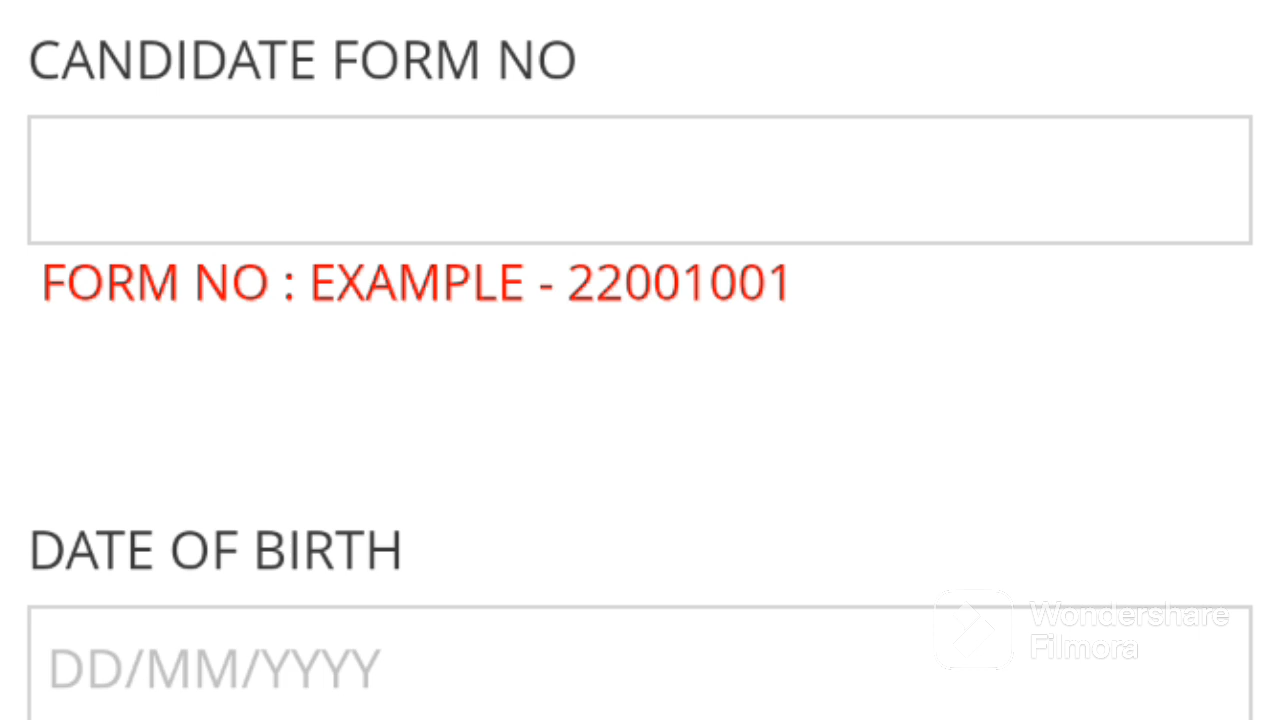 CANDIDATE FORM NO
FORM NO : EXAMPLE - 22001001
DATE OF BIRTH
DD/MM/YYYY
Wondershare
Filmora